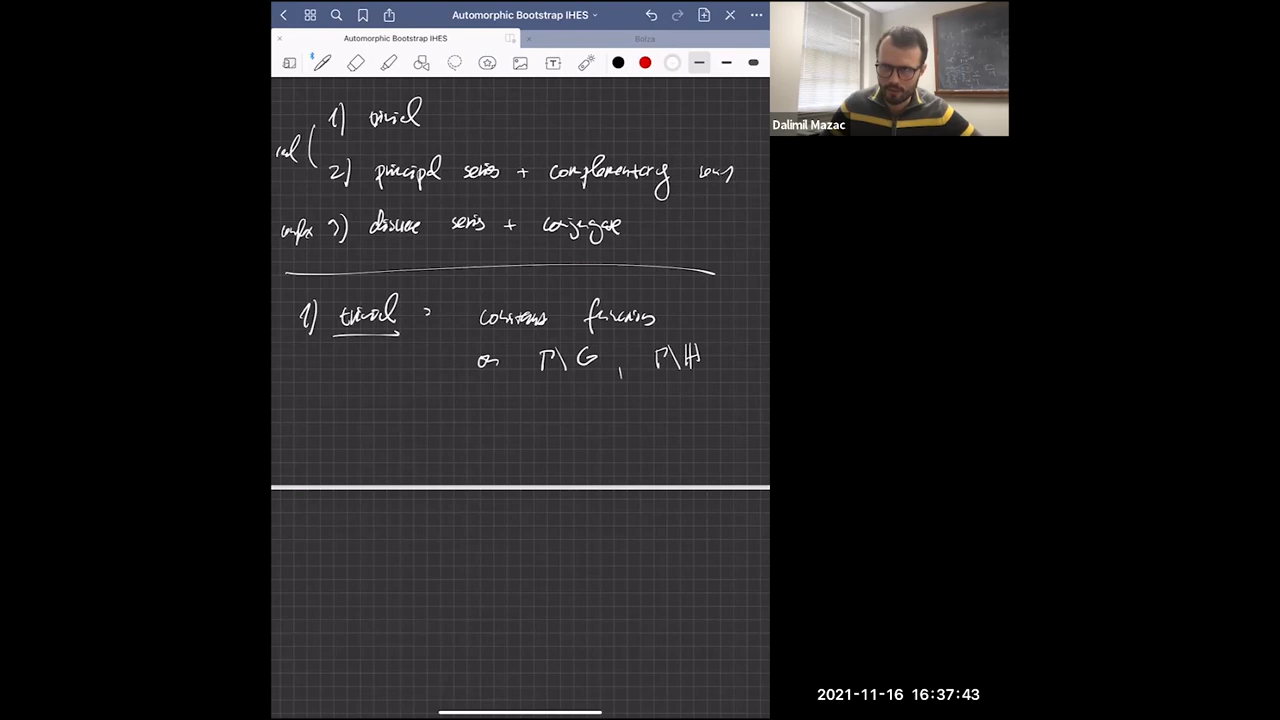 Automorphic Bootstrap IHES
Automorphic Bootstrap IHES
Bolza
1) trivial
real
2) principal series + complementary series
complex 3) discrete series + conjugate
1) trivial : constant functions
on Γ\G , Γ\ℍ
Dalimil Mazac
2021-11-16 16:37:43